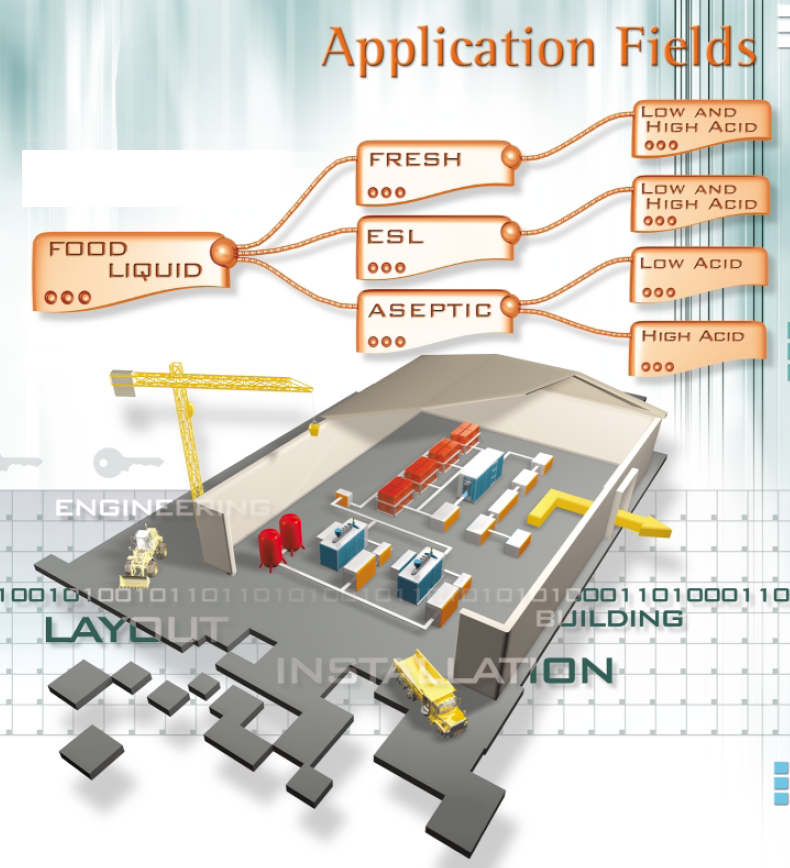 Application Fields
LOW AND
HIGH ACID
FRESH
LOW AND
HIGH ACID
FOOD
LIQUID
ESL
LOW ACID
ASEPTIC
HIGH ACID
ENGINEERING
LAYOUT
BUILDING
INSTALLATION